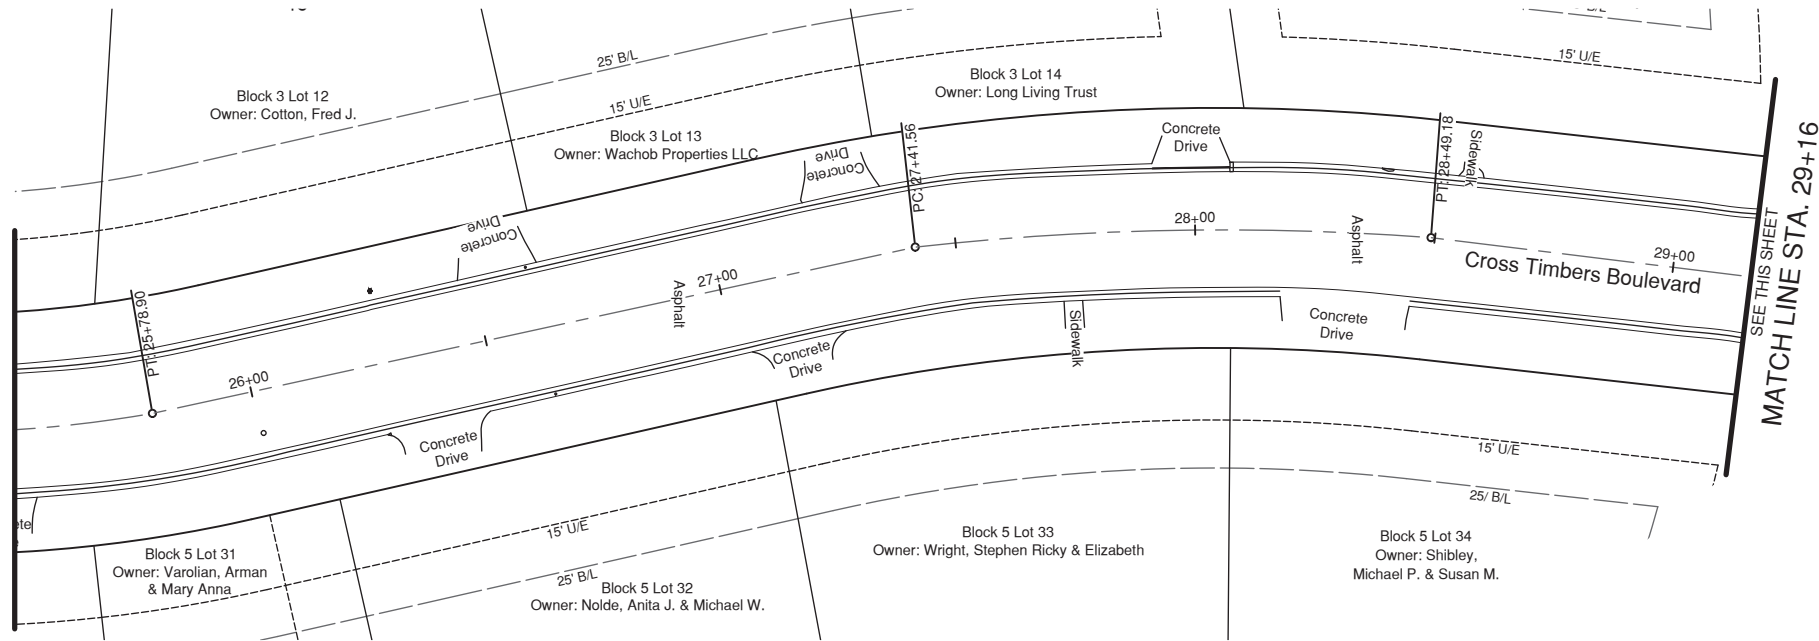 25' B/L
15' U/E
15' U/E
B/L
Block 3 Lot 12
Owner: Cotton, Fred J.
Block 3 Lot 13
Owner: Wachob Properties LLC
Block 3 Lot 14
Owner: Long Living Trust
Concrete
Drive
Concrete
Drive
Concrete
Drive
PC: 27+41.56
PT: 28+49.18
Sidewalk
PT: 25+78.90
26+00
27+00
28+00
29+00
Asphalt
Asphalt
Cross Timbers Boulevard
SEE THIS SHEET
MATCH LINE STA. 29+16
Concrete
Drive
Concrete
Drive
Sidewalk
Concrete
Drive
ete
15' U/E
25' B/L
15' U/E
25/ B/L
Block 5 Lot 31
Owner: Varolian, Arman
& Mary Anna
Block 5 Lot 32
Owner: Nolde, Anita J. & Michael W.
Block 5 Lot 33
Owner: Wright, Stephen Ricky & Elizabeth
Block 5 Lot 34
Owner: Shibley,
Michael P. & Susan M.